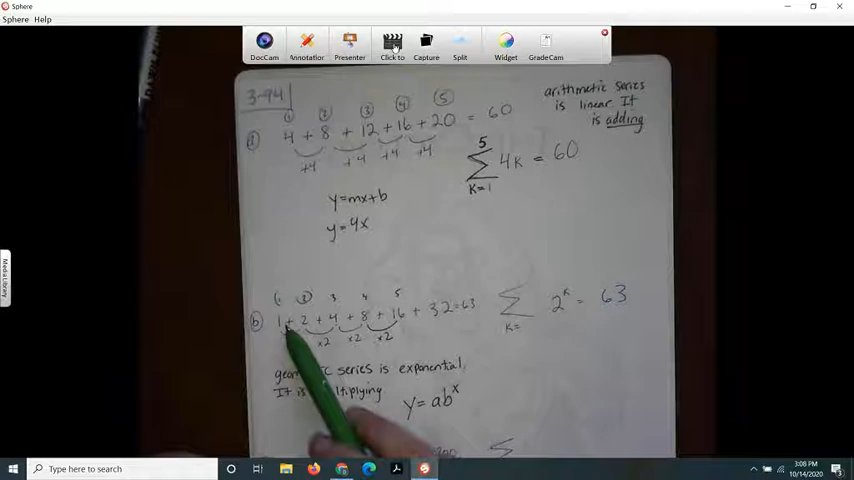 Sphere
Sphere Help
DocCam
Annotation
Presenter
Click to
Capture
Split
Widget
GradeCam
Media Library
3-94
arithmetic series
is linear It
is adding
① ② ③ ④ ⑤
ⓐ 4 + 8 + 12 + 16 + 20 = 60
+4 +4 +4 +4
5
∑ 4k = 60
k=1
y=mx+b
y=4x
1 2 3 4 5
ⓑ 1 + 2 + 4 + 8 + 16 + 32 = 63
x2 x2 x2
∑ 2^k = 63
k=
series is exponential.
It is
y = ab^x
∑
Type here to search
3:08 PM
10/14/2020